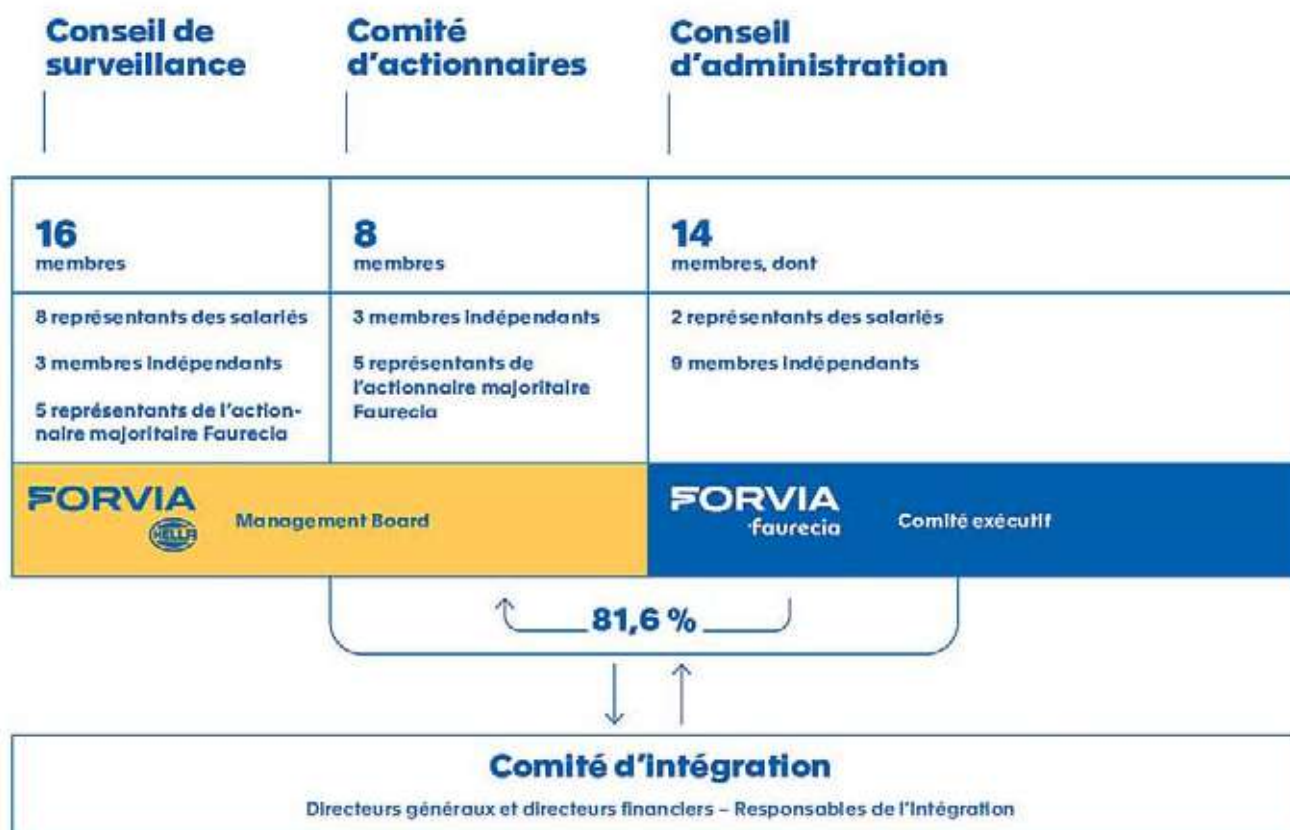 Conseil de
surveillance
Comité
d'actionnaires
Conseil
d'administration
16
membres
8
membres
14
membres, dont
8 représentants des salariés
3 membres indépendants
5 représentants de l'action-
naire majoritaire Faurecia
3 membres indépendants
5 représentants de
l'actionnaire majoritaire
Faurecia
2 représentants des salariés
9 membres indépendants
FORVIA
HELLA
Management Board
FORVIA
faurecia
Comité exécutif
81,6 %
Comité d'intégration
Directeurs généraux et directeurs financiers – Responsables de l'Intégration